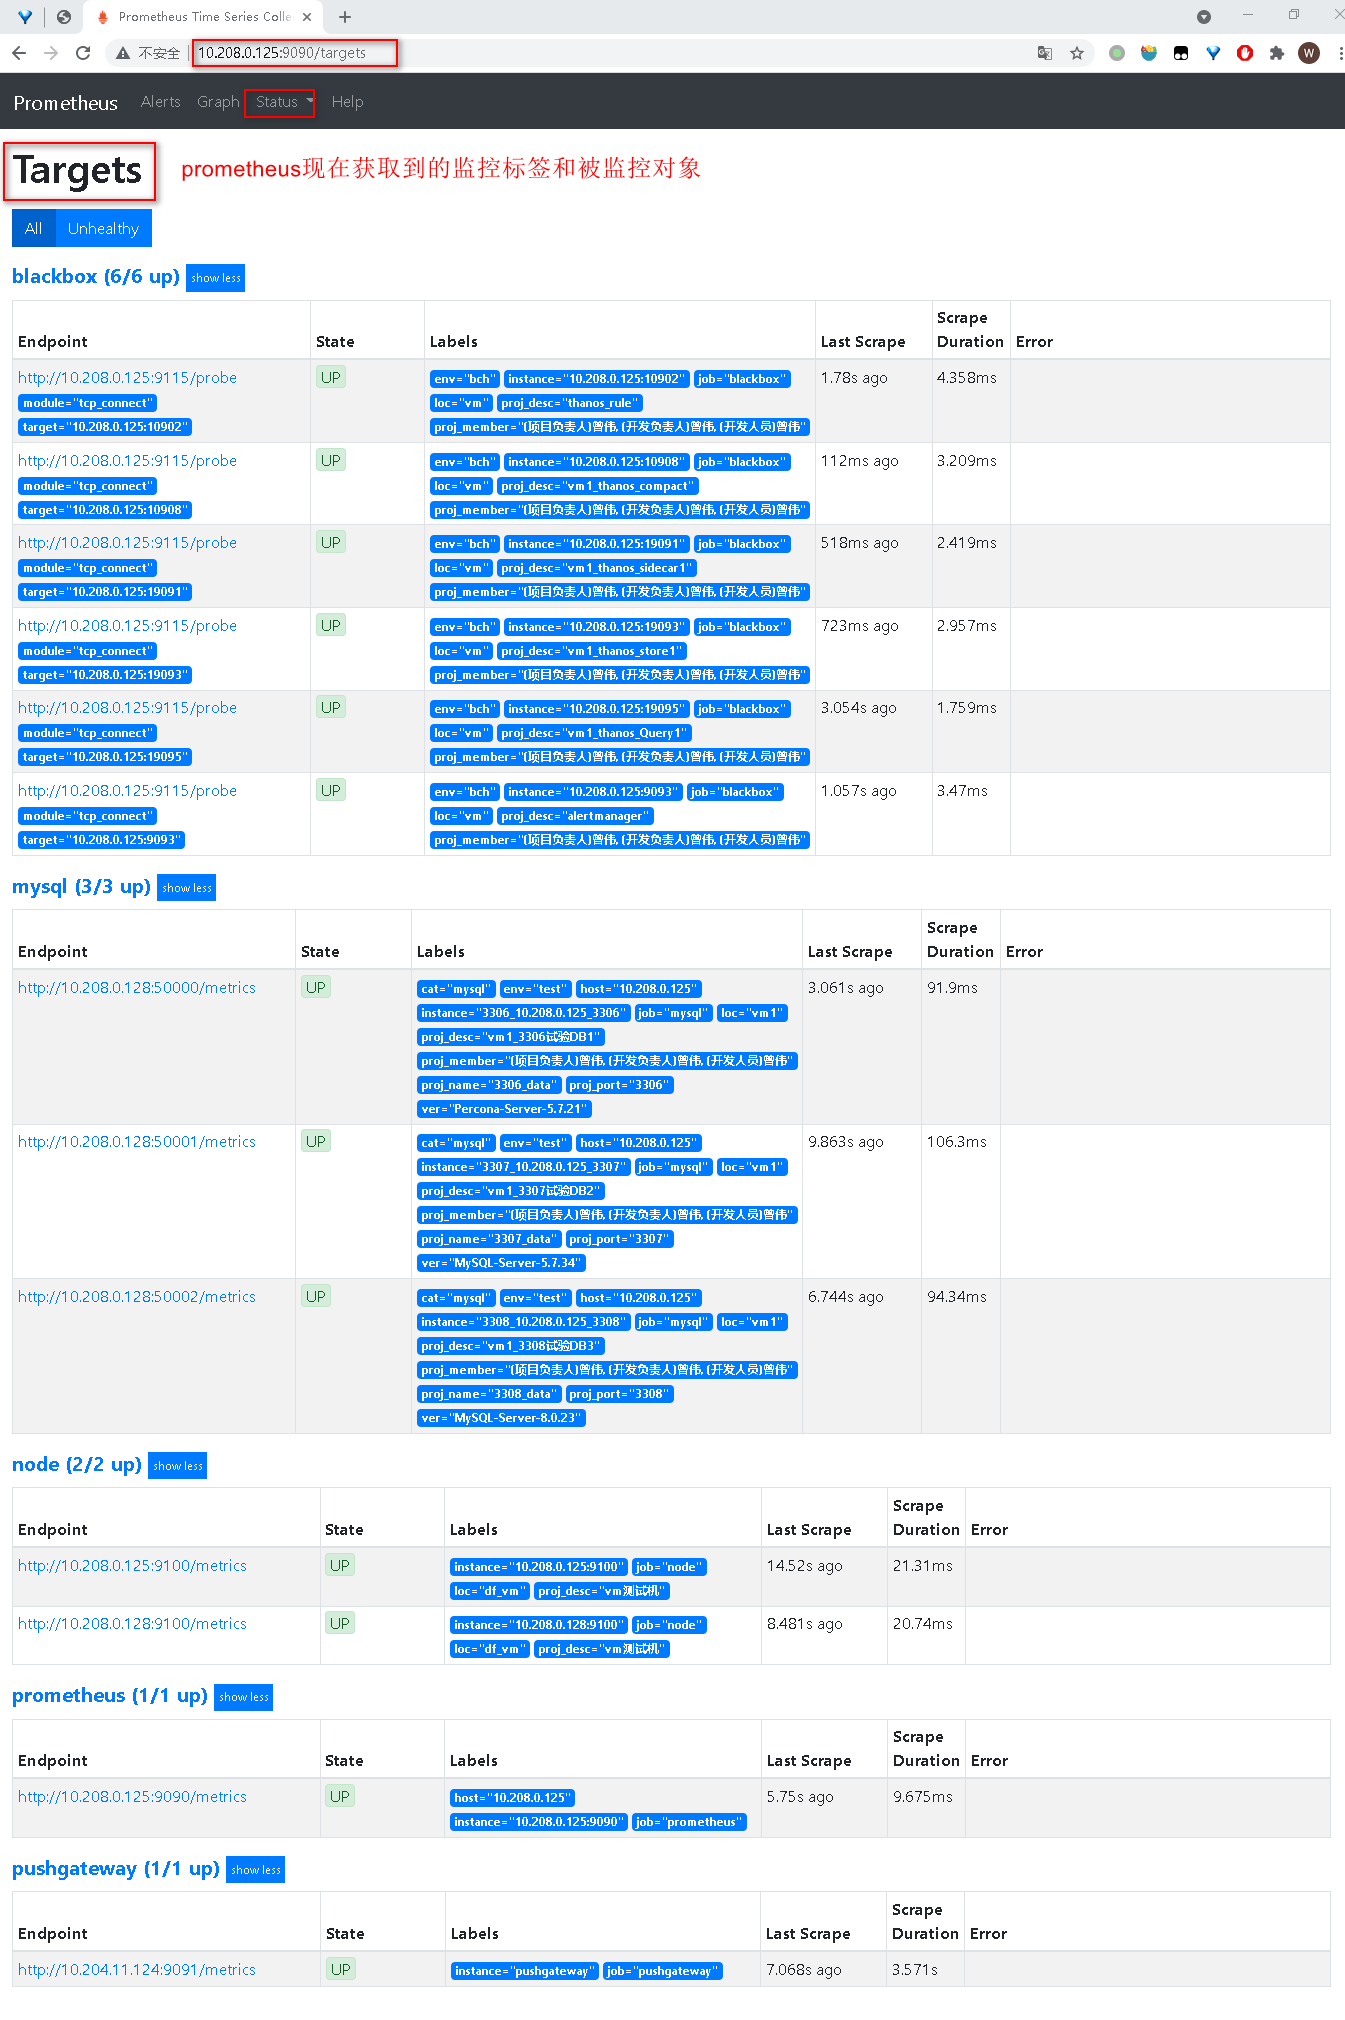 Prometheus Time Series Colle
不安全 10.208.0.125:9090/targets
W
Prometheus Alerts Graph Status Help
Targets prometheus现在获取到的监控标签和被监控对象
All Unhealthy
blackbox (6/6 up) show less
Endpoint State Labels Last Scrape Scrape Duration Error
http://10.208.0.125:9115/probe UP env="bch" instance="10.208.0.125:10902" job="blackbox" 1.78s ago 4.358ms
module="tcp_connect" loc="vm" proj_desc="thanos_rule"
target="10.208.0.125:10902" proj_member="(项目负责人)曾伟, (开发负责人)曾伟, (开发人员)曾伟"
http://10.208.0.125:9115/probe UP env="bch" instance="10.208.0.125:10908" job="blackbox" 112ms ago 3.209ms
module="tcp_connect" loc="vm" proj_desc="vm1_thanos_compact"
target="10.208.0.125:10908" proj_member="(项目负责人)曾伟, (开发负责人)曾伟, (开发人员)曾伟"
http://10.208.0.125:9115/probe UP env="bch" instance="10.208.0.125:19091" job="blackbox" 518ms ago 2.419ms
module="tcp_connect" loc="vm" proj_desc="vm1_thanos_sidecar1"
target="10.208.0.125:19091" proj_member="(项目负责人)曾伟, (开发负责人)曾伟, (开发人员)曾伟"
http://10.208.0.125:9115/probe UP env="bch" instance="10.208.0.125:19093" job="blackbox" 723ms ago 2.957ms
module="tcp_connect" loc="vm" proj_desc="vm1_thanos_store1"
target="10.208.0.125:19093" proj_member="(项目负责人)曾伟, (开发负责人)曾伟, (开发人员)曾伟"
http://10.208.0.125:9115/probe UP env="bch" instance="10.208.0.125:19095" job="blackbox" 3.054s ago 1.759ms
module="tcp_connect" loc="vm" proj_desc="vm1_thanos_Query1"
target="10.208.0.125:19095" proj_member="(项目负责人)曾伟, (开发负责人)曾伟, (开发人员)曾伟"
http://10.208.0.125:9115/probe UP env="bch" instance="10.208.0.125:9093" job="blackbox" 1.057s ago 3.47ms
module="tcp_connect" loc="vm" proj_desc="alertmanager"
target="10.208.0.125:9093" proj_member="(项目负责人)曾伟, (开发负责人)曾伟, (开发人员)曾伟"
mysql (3/3 up) show less
Endpoint State Labels Last Scrape Scrape Duration Error
http://10.208.0.128:50000/metrics UP cat="mysql" env="test" host="10.208.0.125" 3.061s ago 91.9ms
instance="3306_10.208.0.125_3306" job="mysql" loc="vm1"
proj_desc="vm1_3306试验DB1"
proj_member="(项目负责人)曾伟, (开发负责人)曾伟, (开发人员)曾伟"
proj_name="3306_data" proj_port="3306"
ver="Percona-Server-5.7.21"
http://10.208.0.128:50001/metrics UP cat="mysql" env="test" host="10.208.0.125" 9.863s ago 106.3ms
instance="3307_10.208.0.125_3307" job="mysql" loc="vm1"
proj_desc="vm1_3307试验DB2"
proj_member="(项目负责人)曾伟, (开发负责人)曾伟, (开发人员)曾伟"
proj_name="3307_data" proj_port="3307"
ver="MySQL-Server-5.7.34"
http://10.208.0.128:50002/metrics UP cat="mysql" env="test" host="10.208.0.125" 6.744s ago 94.34ms
instance="3308_10.208.0.125_3308" job="mysql" loc="vm1"
proj_desc="vm1_3308试验DB3"
proj_member="(项目负责人)曾伟, (开发负责人)曾伟, (开发人员)曾伟"
proj_name="3308_data" proj_port="3308"
ver="MySQL-Server-8.0.23"
node (2/2 up) show less
Endpoint State Labels Last Scrape Scrape Duration Error
http://10.208.0.125:9100/metrics UP instance="10.208.0.125:9100" job="node" 14.52s ago 21.31ms
loc="df_vm" proj_desc="vm测试机"
http://10.208.0.128:9100/metrics UP instance="10.208.0.128:9100" job="node" 8.481s ago 20.74ms
loc="df_vm" proj_desc="vm测试机"
prometheus (1/1 up) show less
Endpoint State Labels Last Scrape Scrape Duration Error
http://10.208.0.125:9090/metrics UP host="10.208.0.125" 5.75s ago 9.675ms
instance="10.208.0.125:9090" job="prometheus"
pushgateway (1/1 up) show less
Endpoint State Labels Last Scrape Scrape Duration Error
http://10.204.11.124:9091/metrics UP instance="pushgateway" job="pushgateway" 7.068s ago 3.571s